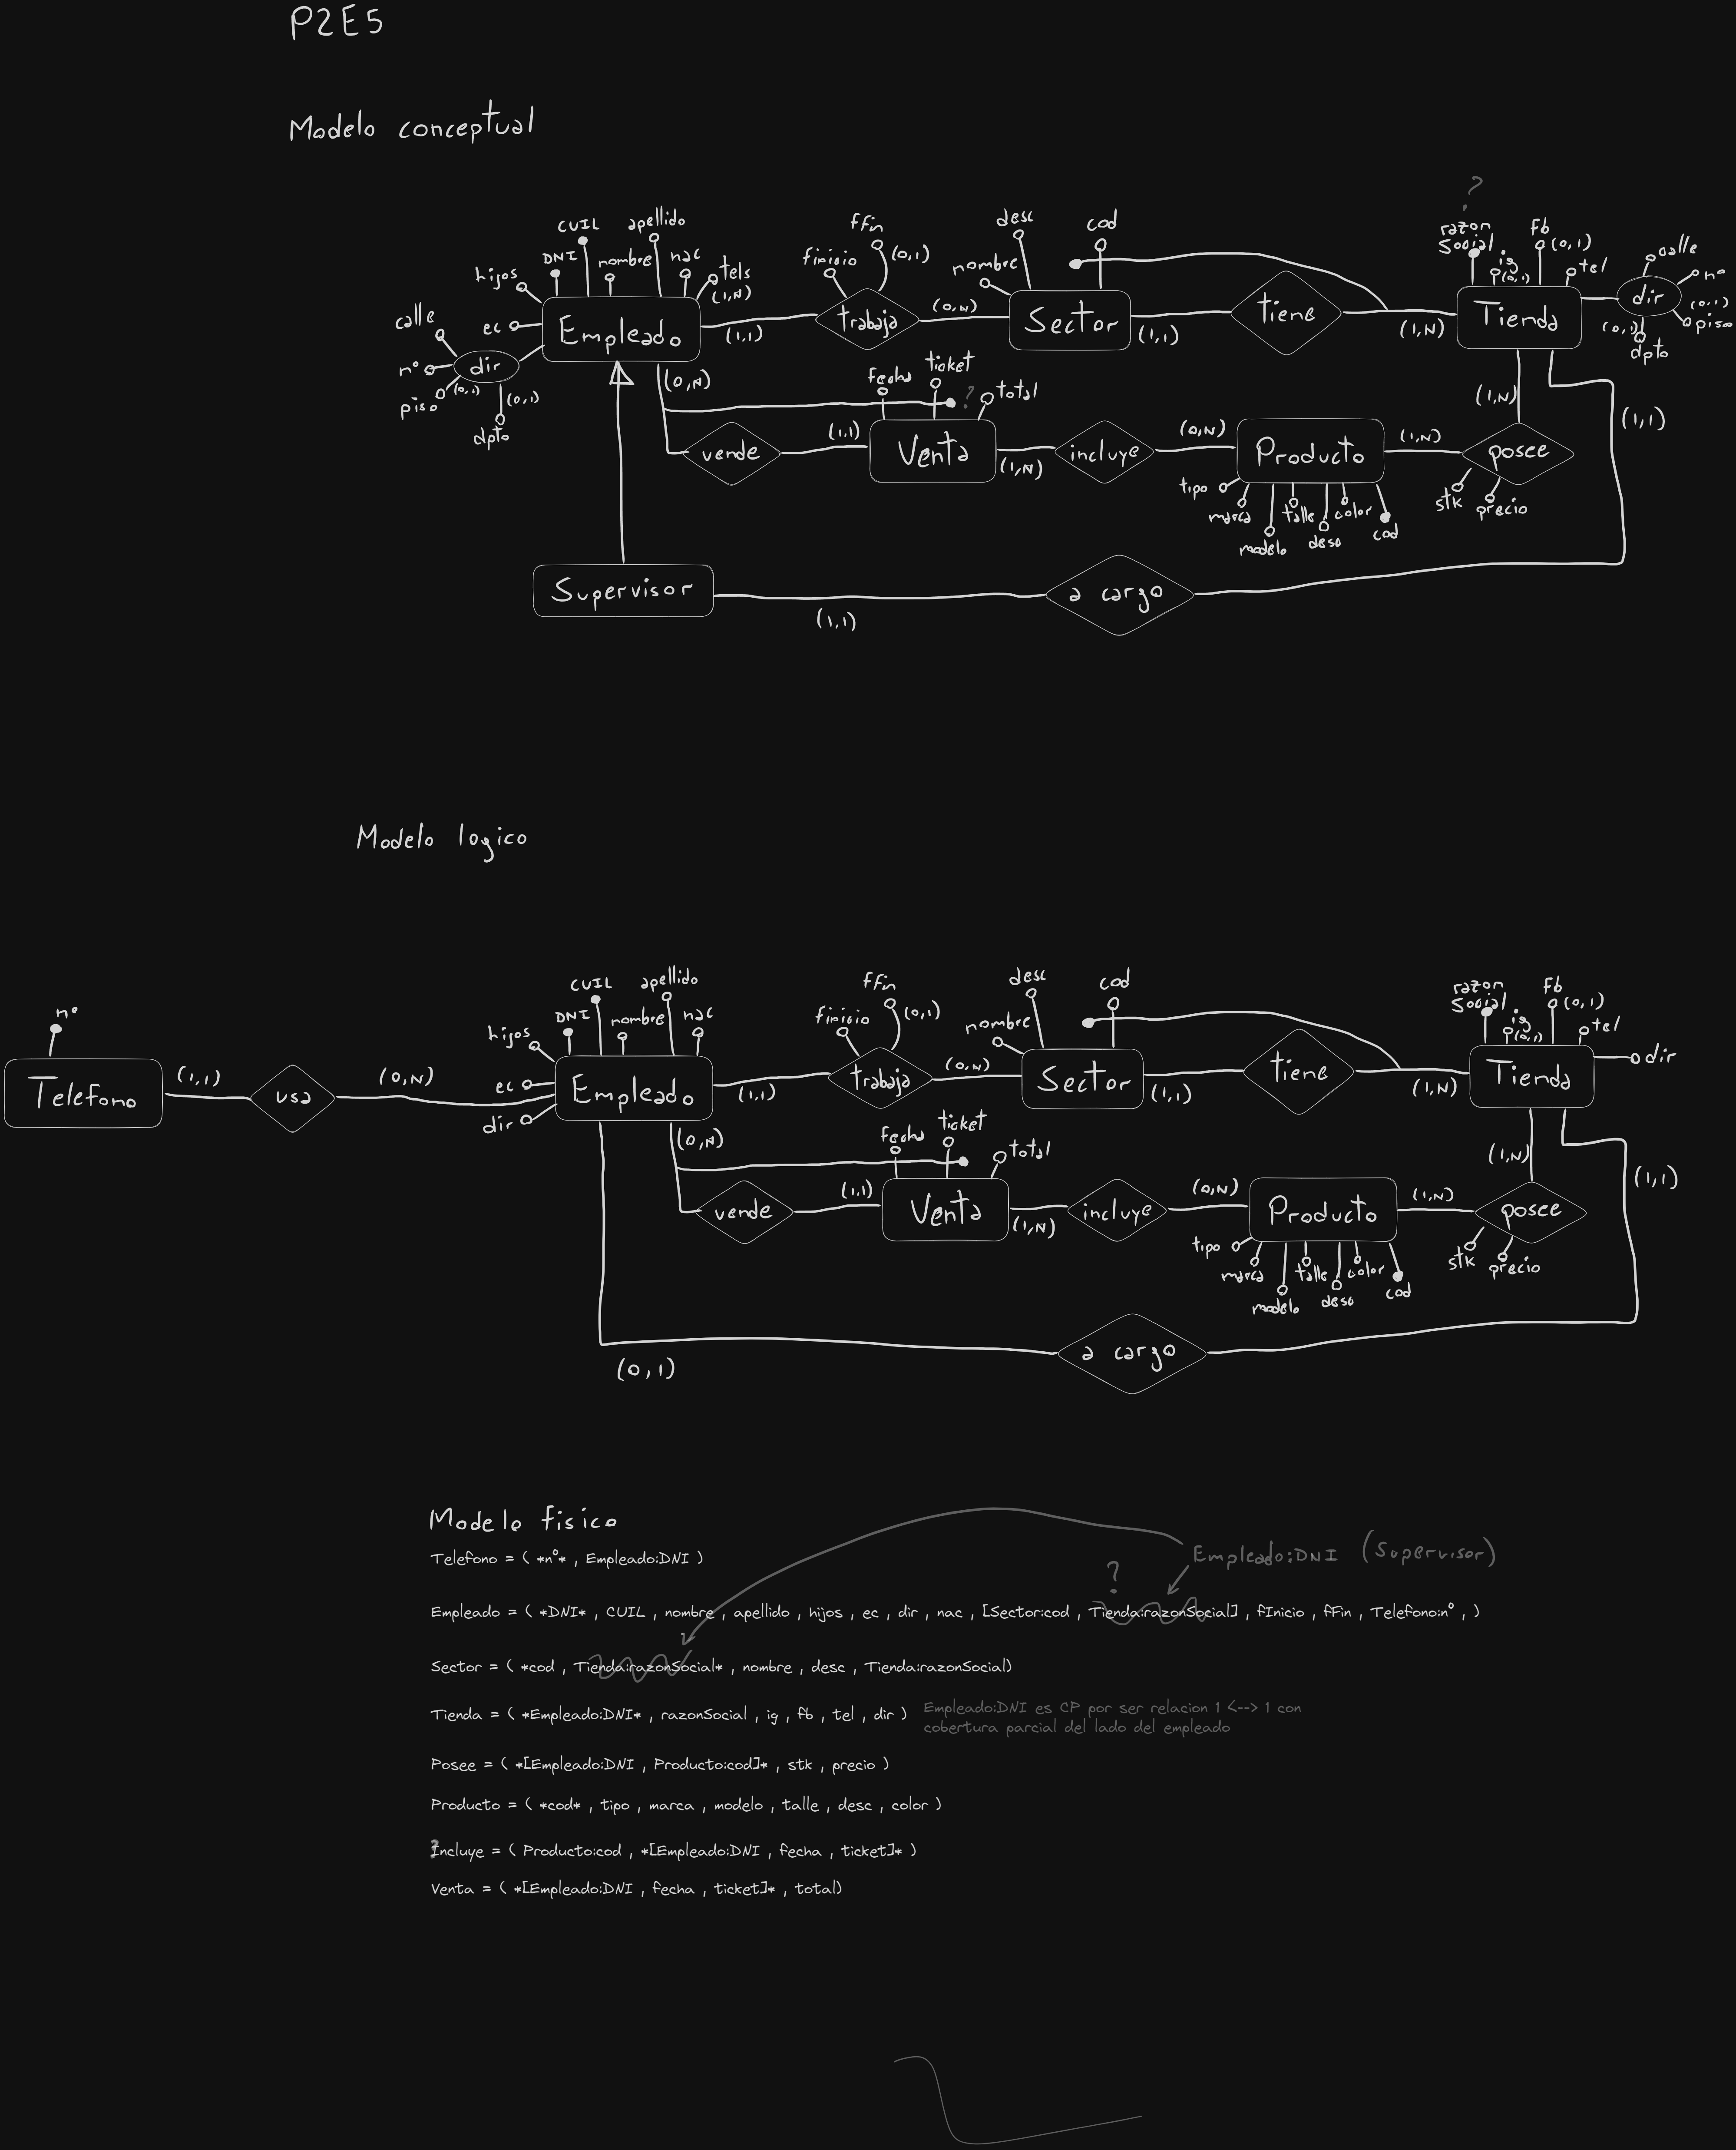 P2E5
Modelo conceptual
?
CUIL
apellido
DNI
nombre
nac
tels
(1,N)
hijos
ec
calle
nº
piso
(0,1)
dir
dpto
(0,1)
Empleado
(1,1)
finicio
ffin
(0,1)
trabaja
(0,N)
nombre
desc
cod
Sector
(1,1)
tiene
(1,N)
razon
social
ig
(0,1)
fb
(0,1)
tel
Tienda
dir
calle
nº
(0,1)
piso
(0,1)
dpto
(0,N)
vende
(1,1)
fecha
ticket
?
total
Venta
(1,N)
incluye
(0,N)
Producto
tipo
marca
modelo
talle
desc
color
cod
(1,N)
posee
(1,N)
stk
precio
(1,1)
Supervisor
(1,1)
a cargo
Modelo logico
nº
Telefono
(1,1)
usa
(0,N)
hijos
DNI
CUIL
nombre
apellido
nac
ec
dir
Empleado
(1,1)
finicio
ffin
(0,1)
trabaja
(0,N)
nombre
desc
cod
Sector
(1,1)
tiene
(1,N)
razon
social
ig
(0,1)
fb
(0,1)
tel
dir
Tienda
(0,N)
vende
(1,1)
fecha
ticket
total
Venta
(1,N)
incluye
(0,N)
Producto
tipo
marca
modelo
talle
desc
color
cod
(1,N)
posee
(1,N)
stk
precio
(1,1)
(0,1)
a cargo
Modelo fisico
Telefono = ( *nº* , Empleado:DNI )
Empleado:DNI (Supervisor)
?
Empleado = ( *DNI* , CUIL , nombre , apellido , hijos , ec , dir , nac , [Sector:cod , Tienda:razonSocial] , fInicio , fFin , Telefono:nº , )
Sector = ( *cod , Tienda:razonSocial* , nombre , desc , Tienda:razonSocial)
Tienda = ( *Empleado:DNI* , razonSocial , ig , fb , tel , dir )
Empleado:DNI es CP por ser relacion 1 <--> 1 con
cobertura parcial del lado del empleado
Posee = ( *[Empleado:DNI , Producto:cod]* , stk , precio )
Producto = ( *cod* , tipo , marca , modelo , talle , desc , color )
?
Incluye = ( Producto:cod , *[Empleado:DNI , fecha , ticket]* )
Venta = ( *[Empleado:DNI , fecha , ticket]* , total)